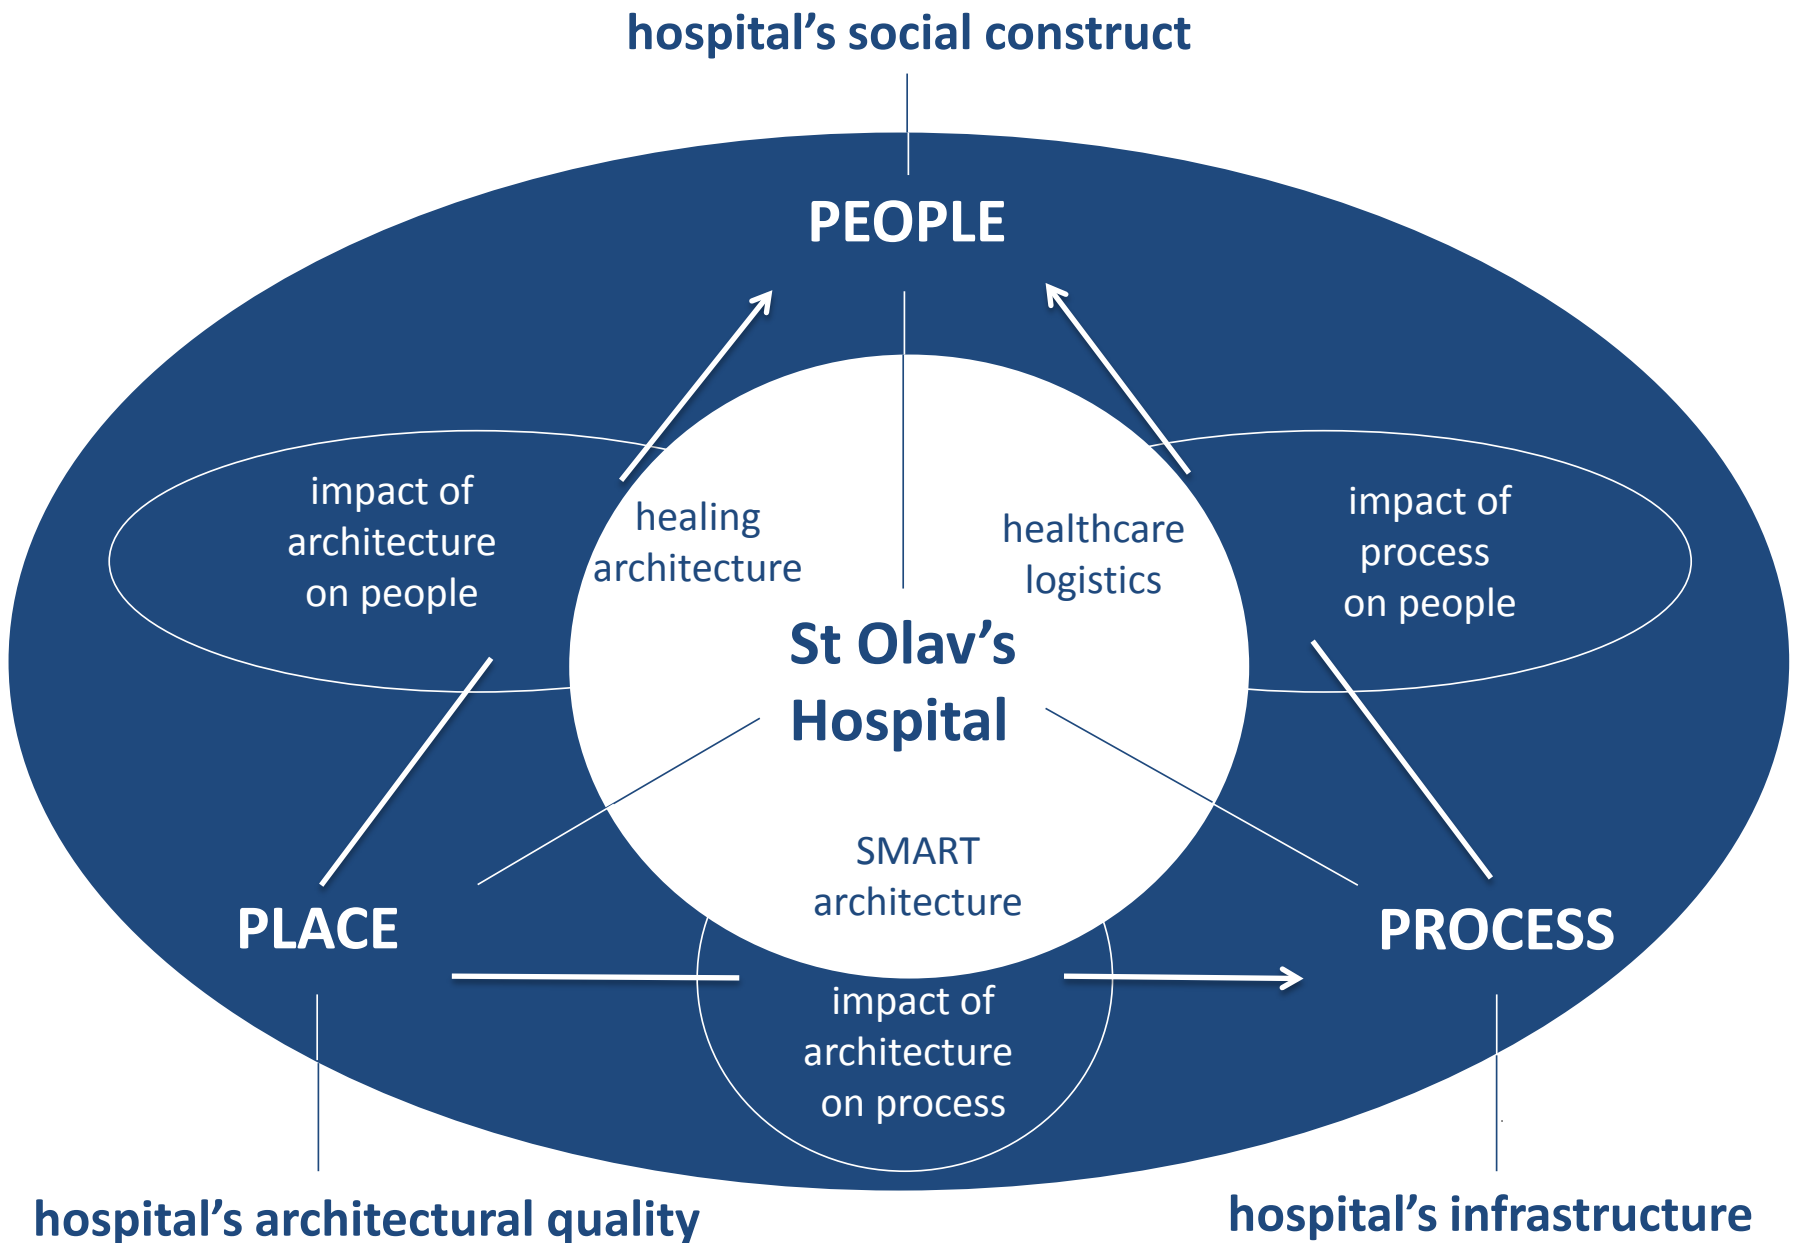 hospital’s social construct
PEOPLE
impact of
architecture
on people
healing
architecture
healthcare
logistics
impact of
process
on people
St Olav’s
Hospital
SMART
architecture
PLACE
PROCESS
impact of
architecture
on process
hospital’s architectural quality
hospital’s infrastructure